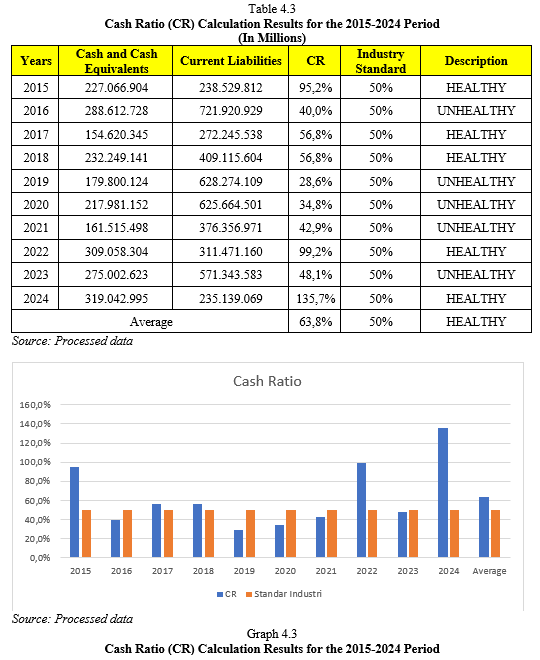 Table 4.3
Cash Ratio (CR) Calculation Results for the 2015-2024 Period
(In Millions)
Years Cash and Cash Equivalents Current Liabilities CR Industry Standard Description
2015 227.066.904 238.529.812 95,2% 50% HEALTHY
2016 288.612.728 721.920.929 40,0% 50% UNHEALTHY
2017 154.620.345 272.245.538 56,8% 50% HEALTHY
2018 232.249.141 409.115.604 56,8% 50% HEALTHY
2019 179.800.124 628.274.109 28,6% 50% UNHEALTHY
2020 217.981.152 625.664.501 34,8% 50% UNHEALTHY
2021 161.515.498 376.356.971 42,9% 50% UNHEALTHY
2022 309.058.304 311.471.160 99,2% 50% HEALTHY
2023 275.002.623 571.343.583 48,1% 50% UNHEALTHY
2024 319.042.995 235.139.069 135,7% 50% HEALTHY
Average 63,8% 50% HEALTHY
Source: Processed data
Cash Ratio
160,0%
140,0%
120,0%
100,0%
80,0%
60,0%
40,0%
20,0%
0,0%
2015 2016 2017 2018 2019 2020 2021 2022 2023 2024 Average
CR Standar Industri
Source: Processed data
Graph 4.3
Cash Ratio (CR) Calculation Results for the 2015-2024 Period